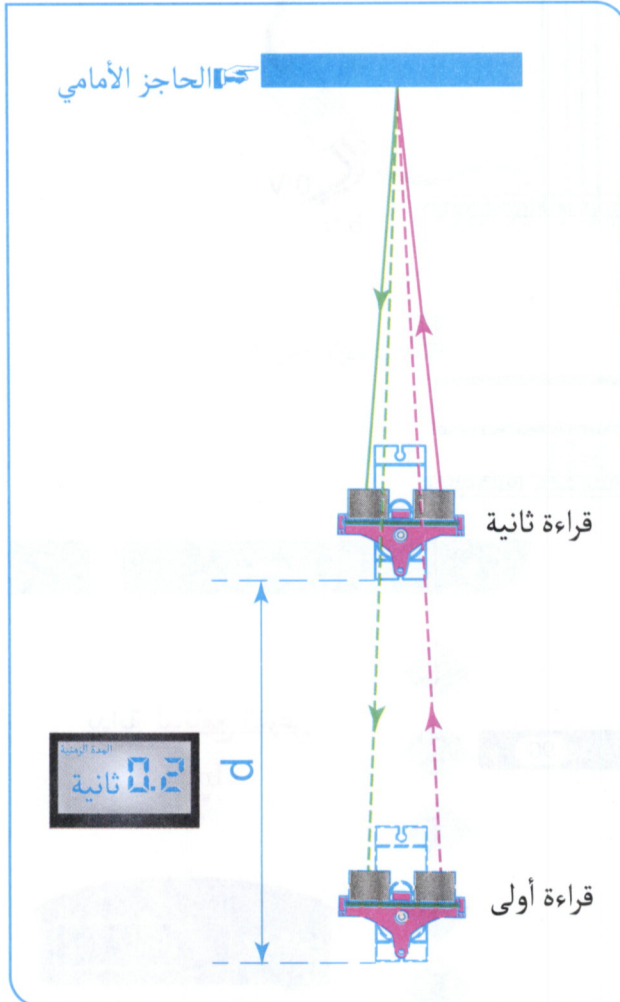 الحاجز الأمامي
قراءة ثانية
المدة الزمنية
0.2 ثانية
d
قراءة أولى